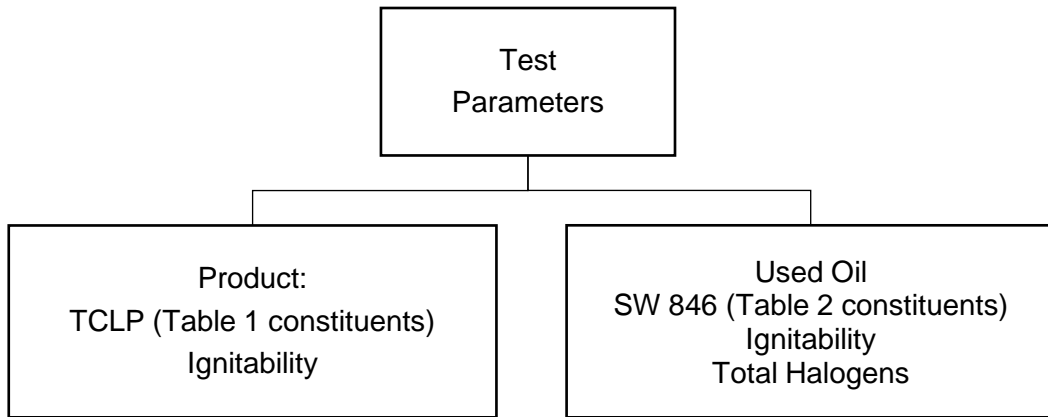 Test
Parameters
Product:
TCLP (Table 1 constituents)
Ignitability
Used Oil
SW 846 (Table 2 constituents)
Ignitability
Total Halogens